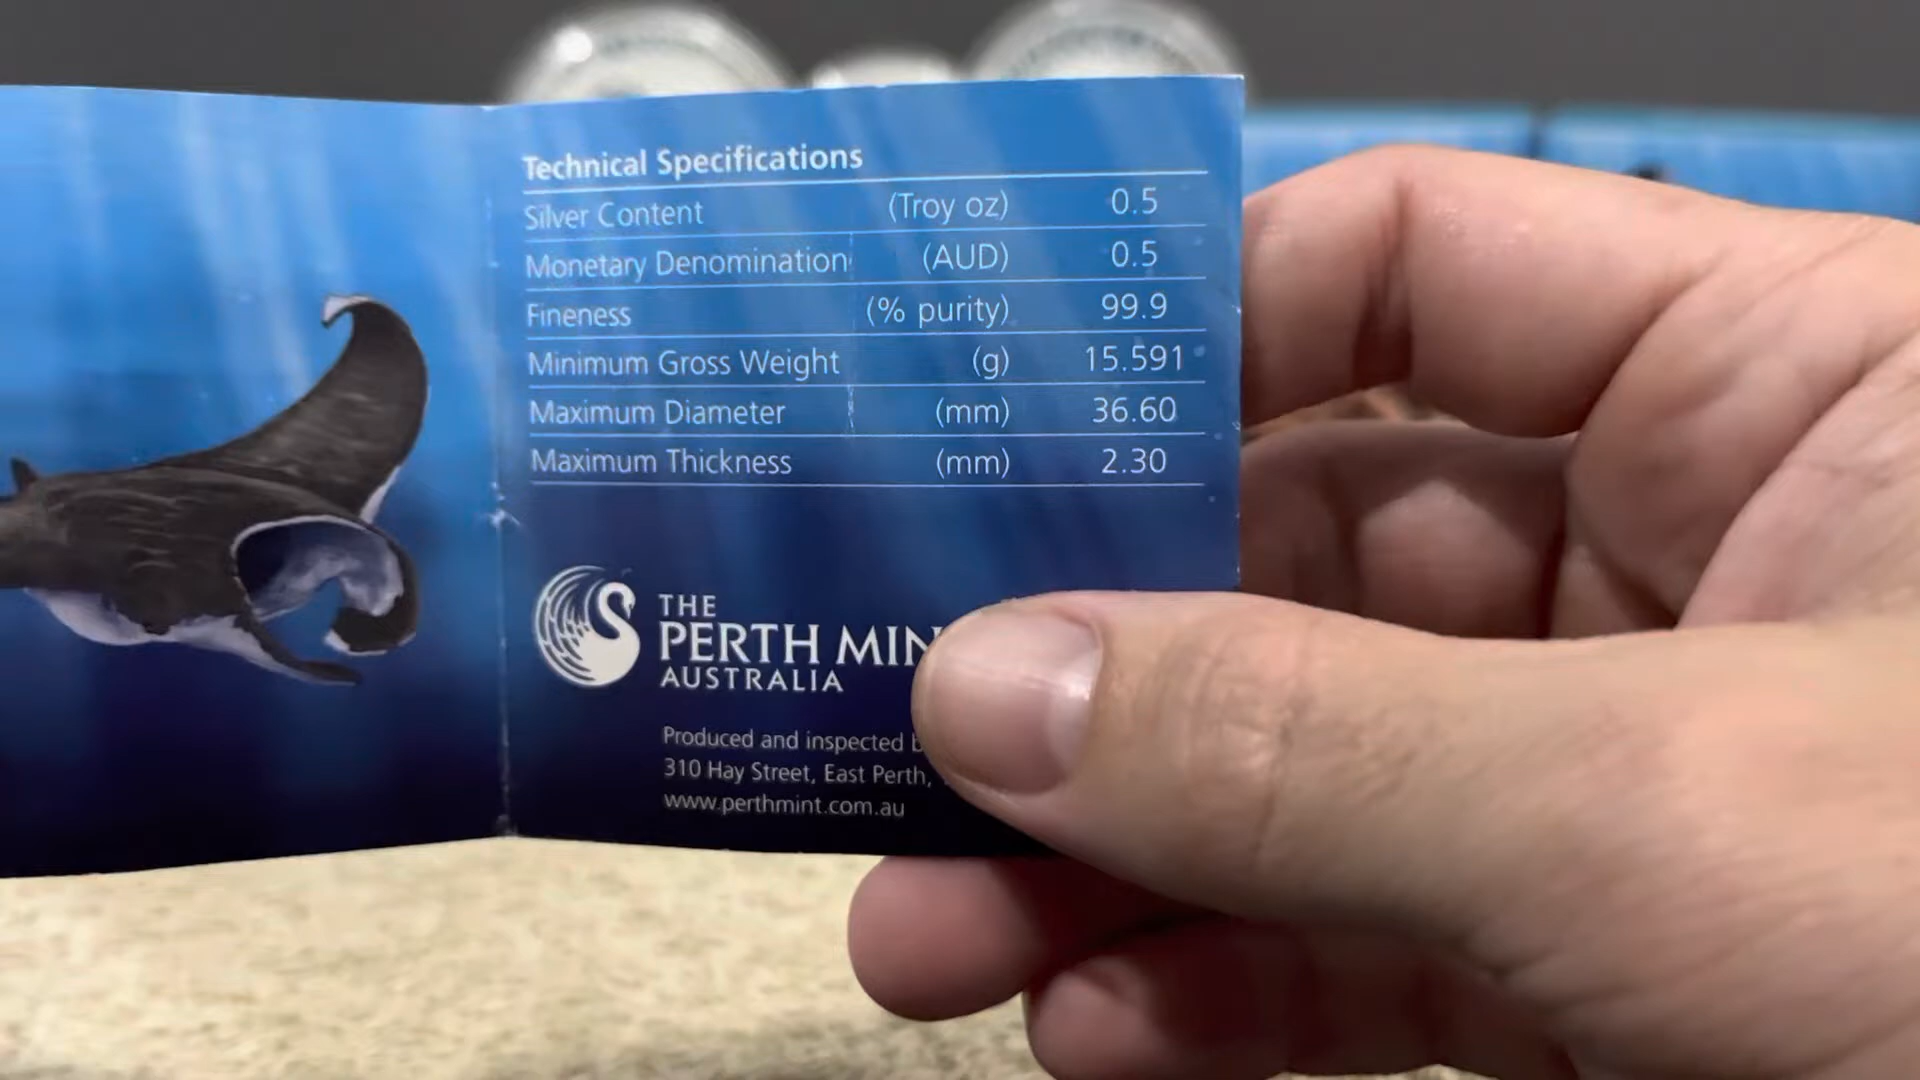 Technical Specifications
Silver Content (Troy oz) 0.5
Monetary Denomination (AUD) 0.5
Fineness (% purity) 99.9
Minimum Gross Weight (g) 15.591
Maximum Diameter (mm) 36.60
Maximum Thickness (mm) 2.30
THE
PERTH MIN
AUSTRALIA
Produced and inspected
310 Hay Street, East Perth,
www.perthmint.com.au